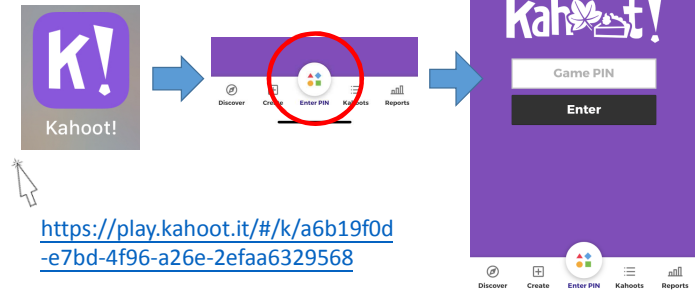 K!
Kahoot!
Discover Create Enter PIN Kahoots Reports
Kahoot!
Game PIN
Enter
https://play.kahoot.it/#/k/a6b19f0d
-e7bd-4f96-a26e-2efaa6329568
Discover Create Enter PIN Kahoots Reports